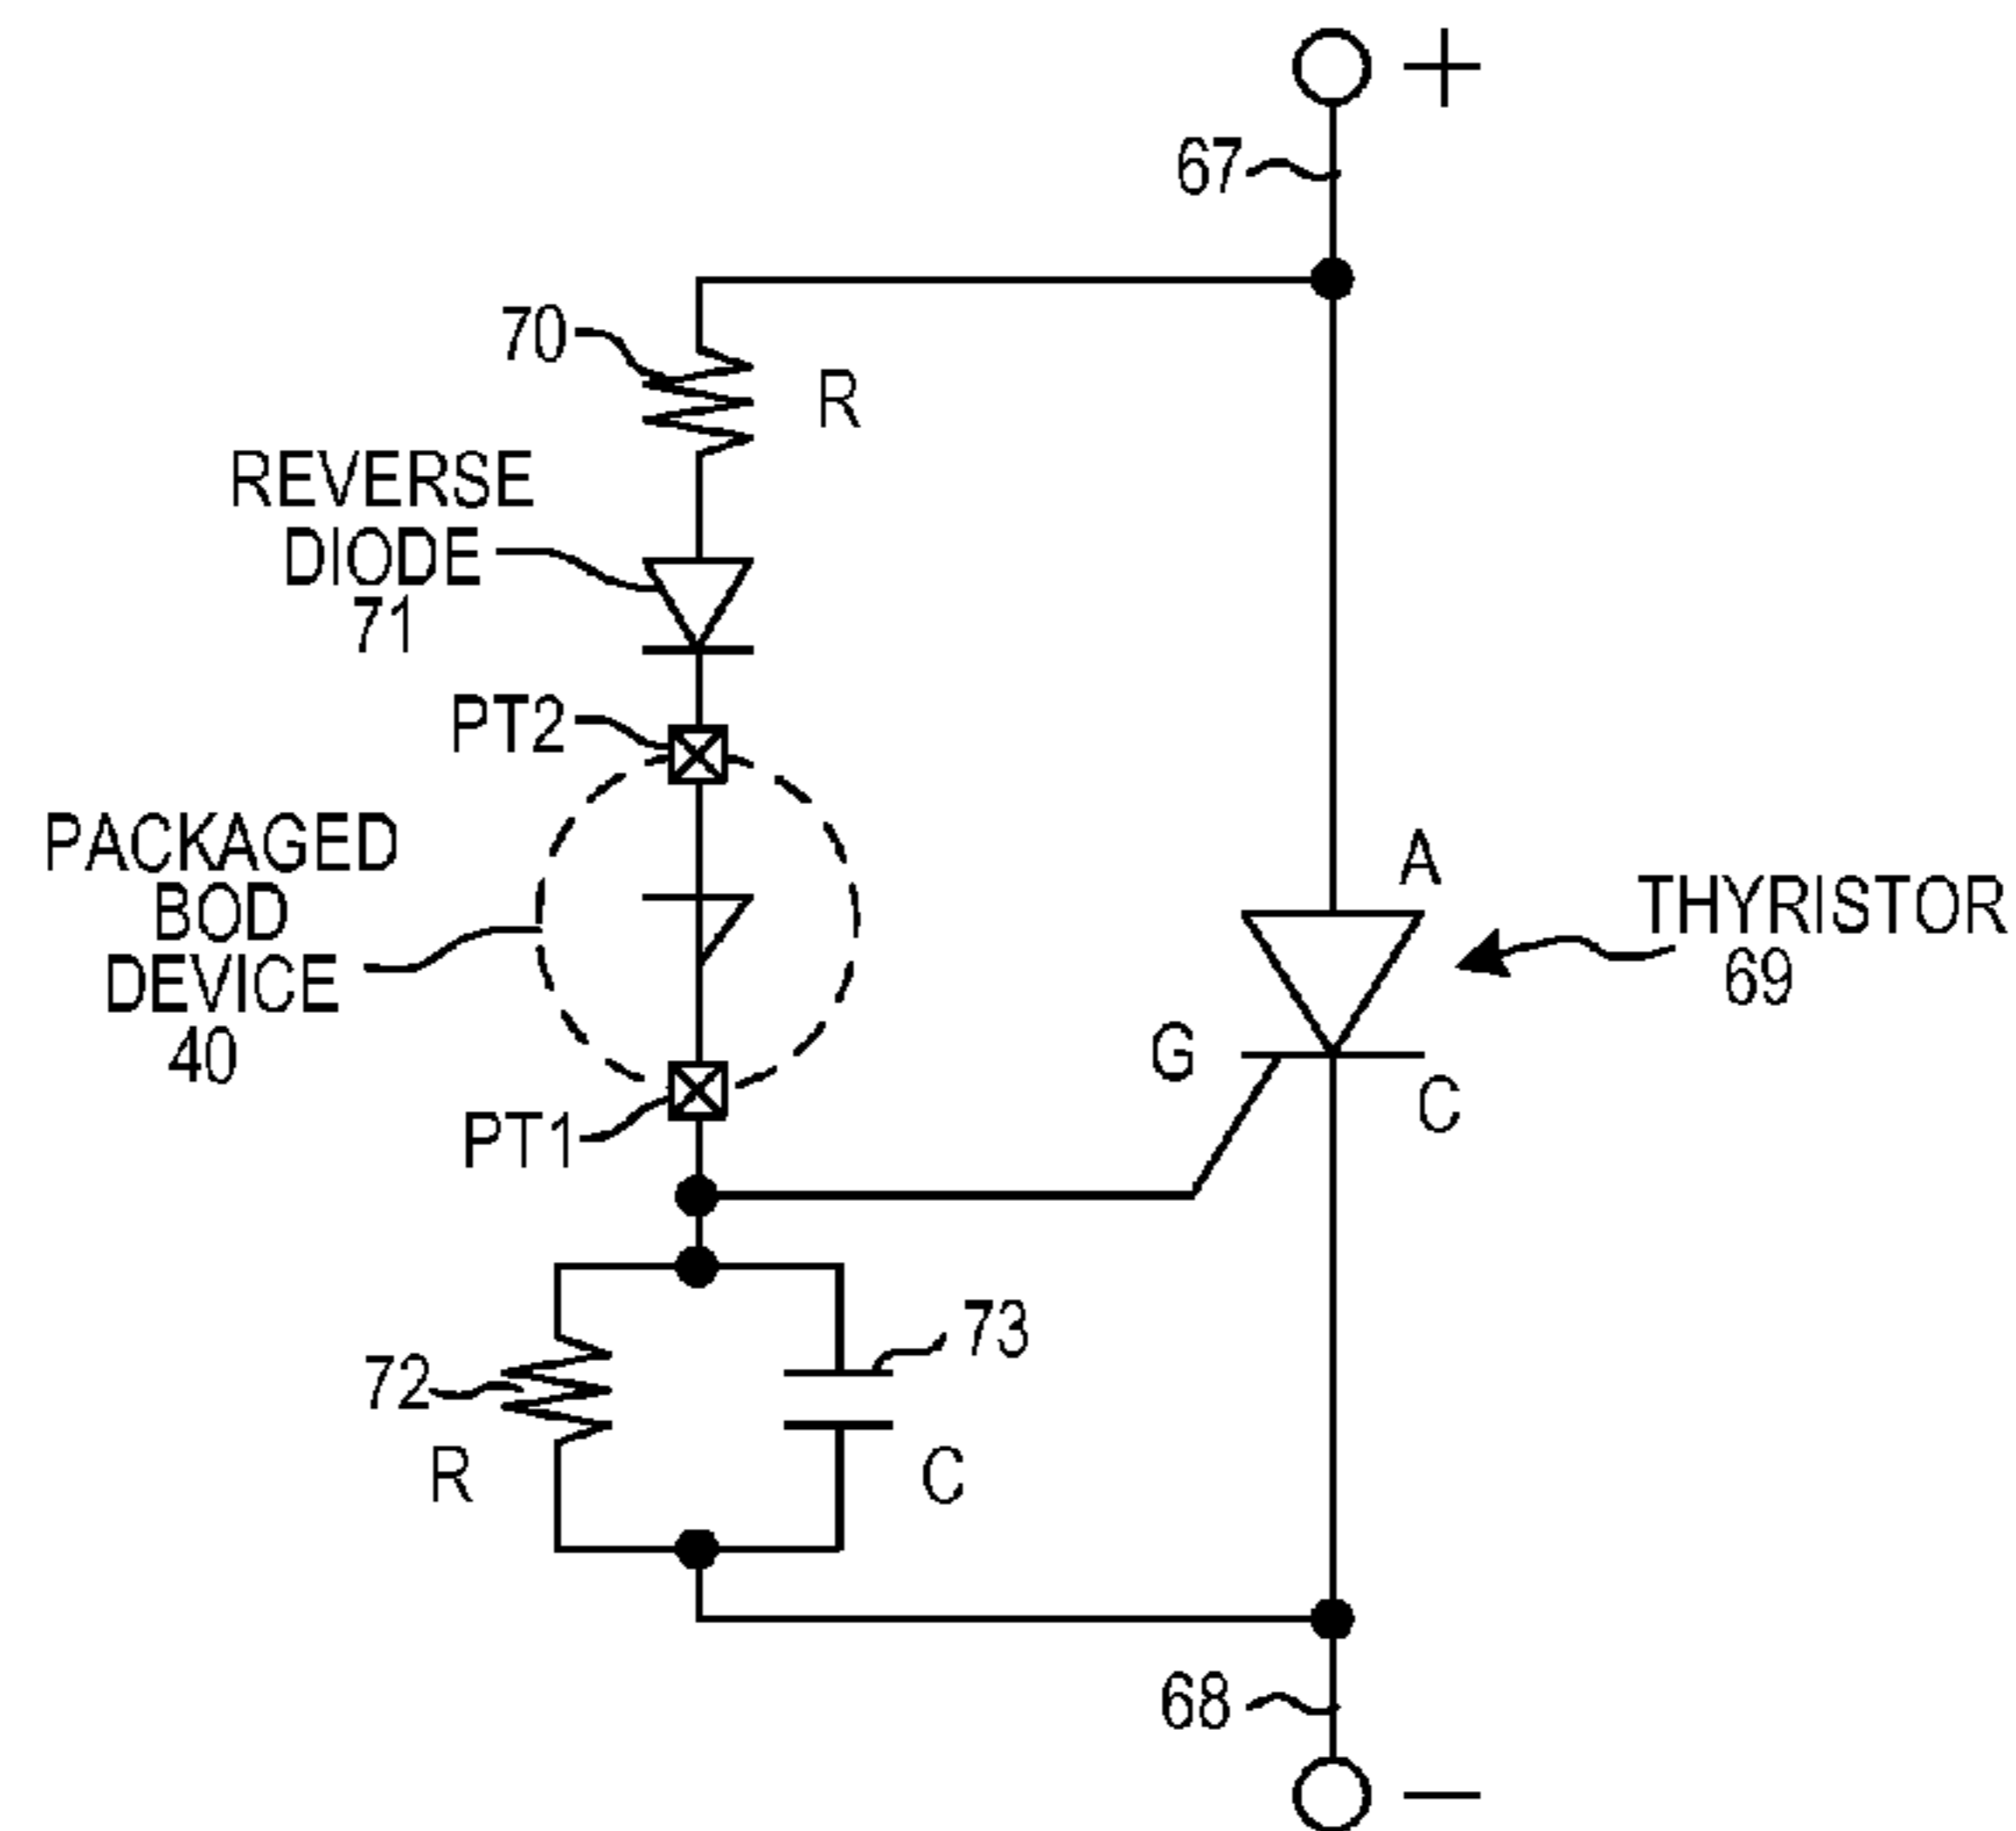 +
67
70
R
REVERSE
DIODE
71
PT2
PACKAGED
BOD
DEVICE
40
A
THYRISTOR
69
G
C
PT1
73
72
R
C
68
−